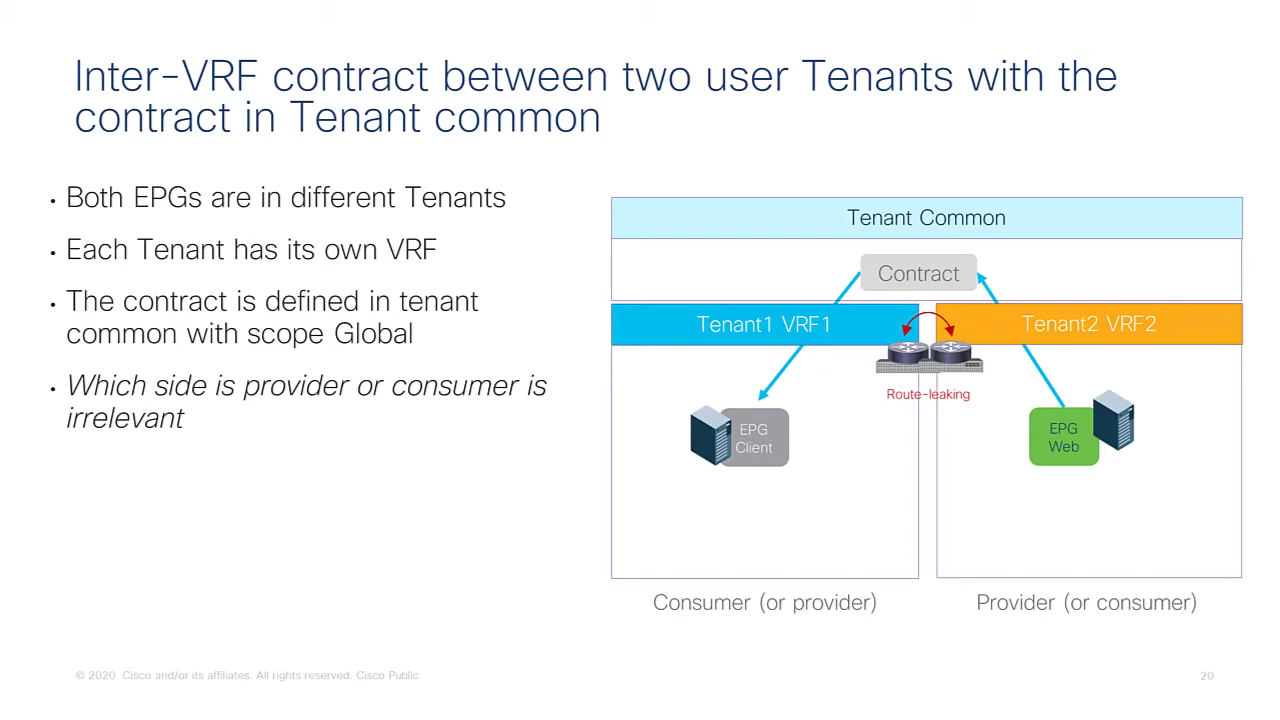 Inter-VRF contract between two user Tenants with the
contract in Tenant common
• Both EPGs are in different Tenants
• Each Tenant has its own VRF
• The contract is defined in tenant
common with scope Global
• Which side is provider or consumer is
irrelevant
Tenant Common
Contract
Tenant1 VRF1
Tenant2 VRF2
Route-leaking
EPG
Client
EPG
Web
Consumer (or provider)
Provider (or consumer)
© 2020 Cisco and/or its affiliates. All rights reserved. Cisco Public
20